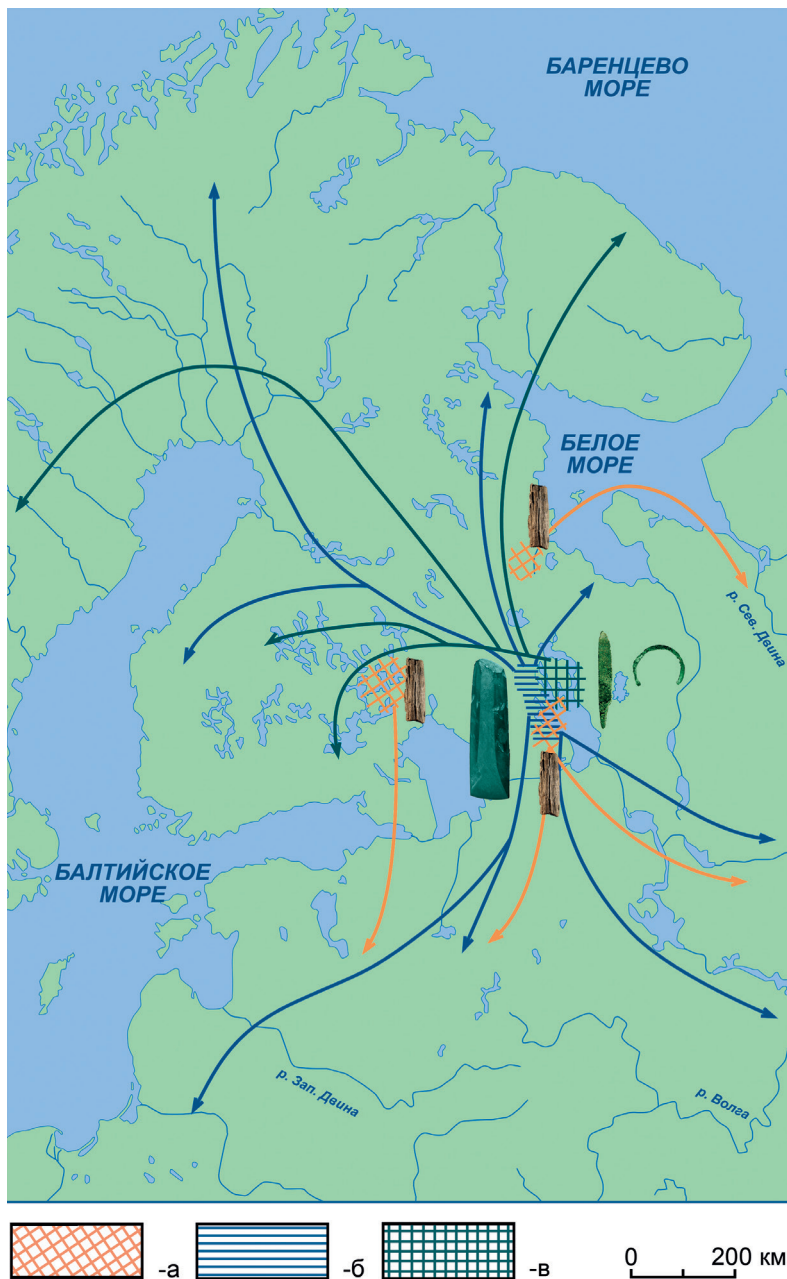 БАРЕНЦЕВО
МОРЕ
БЕЛОЕ
МОРЕ
р. Сев. Двина
БАЛТИЙСКОЕ
МОРЕ
р. Зап. Двина
р. Волга
-а
-б
-в
0 200 км